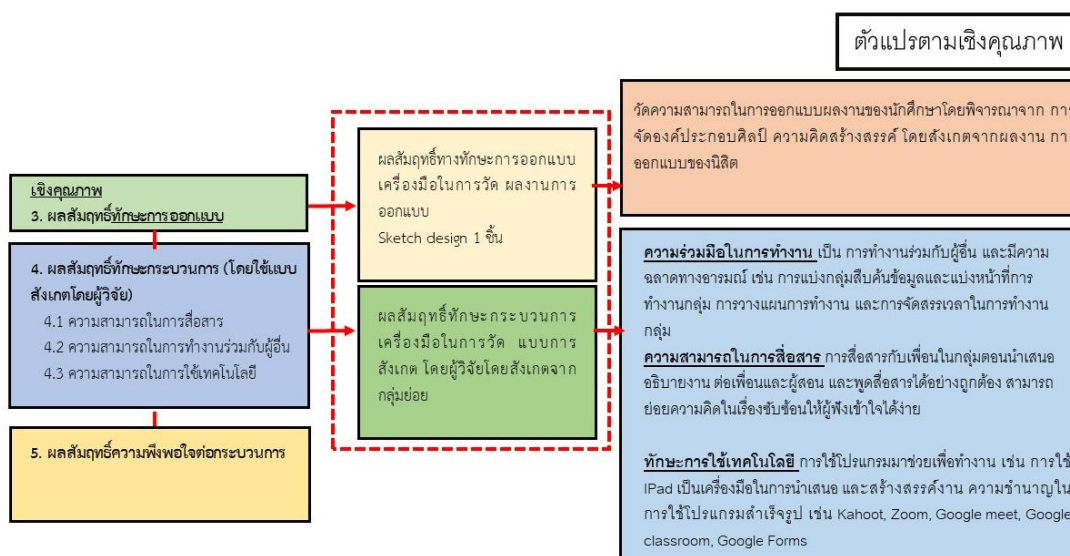 ตัวแปรตามเชิงคุณภาพ
เชิงคุณภาพ
3. ผลสัมฤทธิ์ทักษะการออกแบบ
4. ผลสัมฤทธิ์ทักษะกระบวนการ (โดยใช้แบบ
สังเกตโดยผู้วิจัย)
4.1 ความสามารถในการสื่อสาร
4.2 ความสามารถในการทำงานร่วมกับผู้อื่น
4.3 ความสามารถในการใช้เทคโนโลยี
5. ผลสัมฤทธิ์ความพึงพอใจต่อกระบวนการ
ผลสัมฤทธิ์ทางทักษะการออกแบบ
เครื่องมือในการวัด ผลงานการ
ออกแบบ
Sketch design 1 ชิ้น
ผลสัมฤทธิ์ทักษะกระบวนการ
เครื่องมือในการวัด แบบการ
สังเกต โดยผู้วิจัยโดยสังเกตจาก
กลุ่มย่อย
วัดความสามารถในการออกแบบผลงานของนักศึกษาโดยพิจารณาจาก การ
จัดองค์ประกอบศิลป์ ความคิดสร้างสรรค์ โดยสังเกตจากผลงาน กา
ออกแบบของนิสิต
ความร่วมมือในการทำงาน เป็น การทำงานร่วมกับผู้อื่น และมีความ
ฉลาดทางอารมณ์ เช่น การแบ่งกลุ่มสืบค้นข้อมูลและแบ่งหน้าที่การ
ทำงานกลุ่ม การวางแผนการทำงาน และการจัดสรรเวลาในการทำงาน
กลุ่ม
ความสามารถในการสื่อสาร การสื่อสารกับเพื่อนในกลุ่มตอนนำเสนอ
อธิบายงาน ต่อเพื่อนและผู้สอน และพูดสื่อสารได้อย่างถูกต้อง สามารถ
ย่อยความคิดในเรื่องซับซ้อนให้ผู้ฟังเข้าใจได้ง่าย
ทักษะการใช้เทคโนโลยี การใช้โปรแกรมมาช่วยเพื่อทำงาน เช่น การใช้
IPad เป็นเครื่องมือในการนำเสนอ และสร้างสรรค์งาน ความชำนาญใน
การใช้โปรแกรมสำเร็จรูป เช่น Kahoot, Zoom, Google meet, Google
classroom, Google Forms